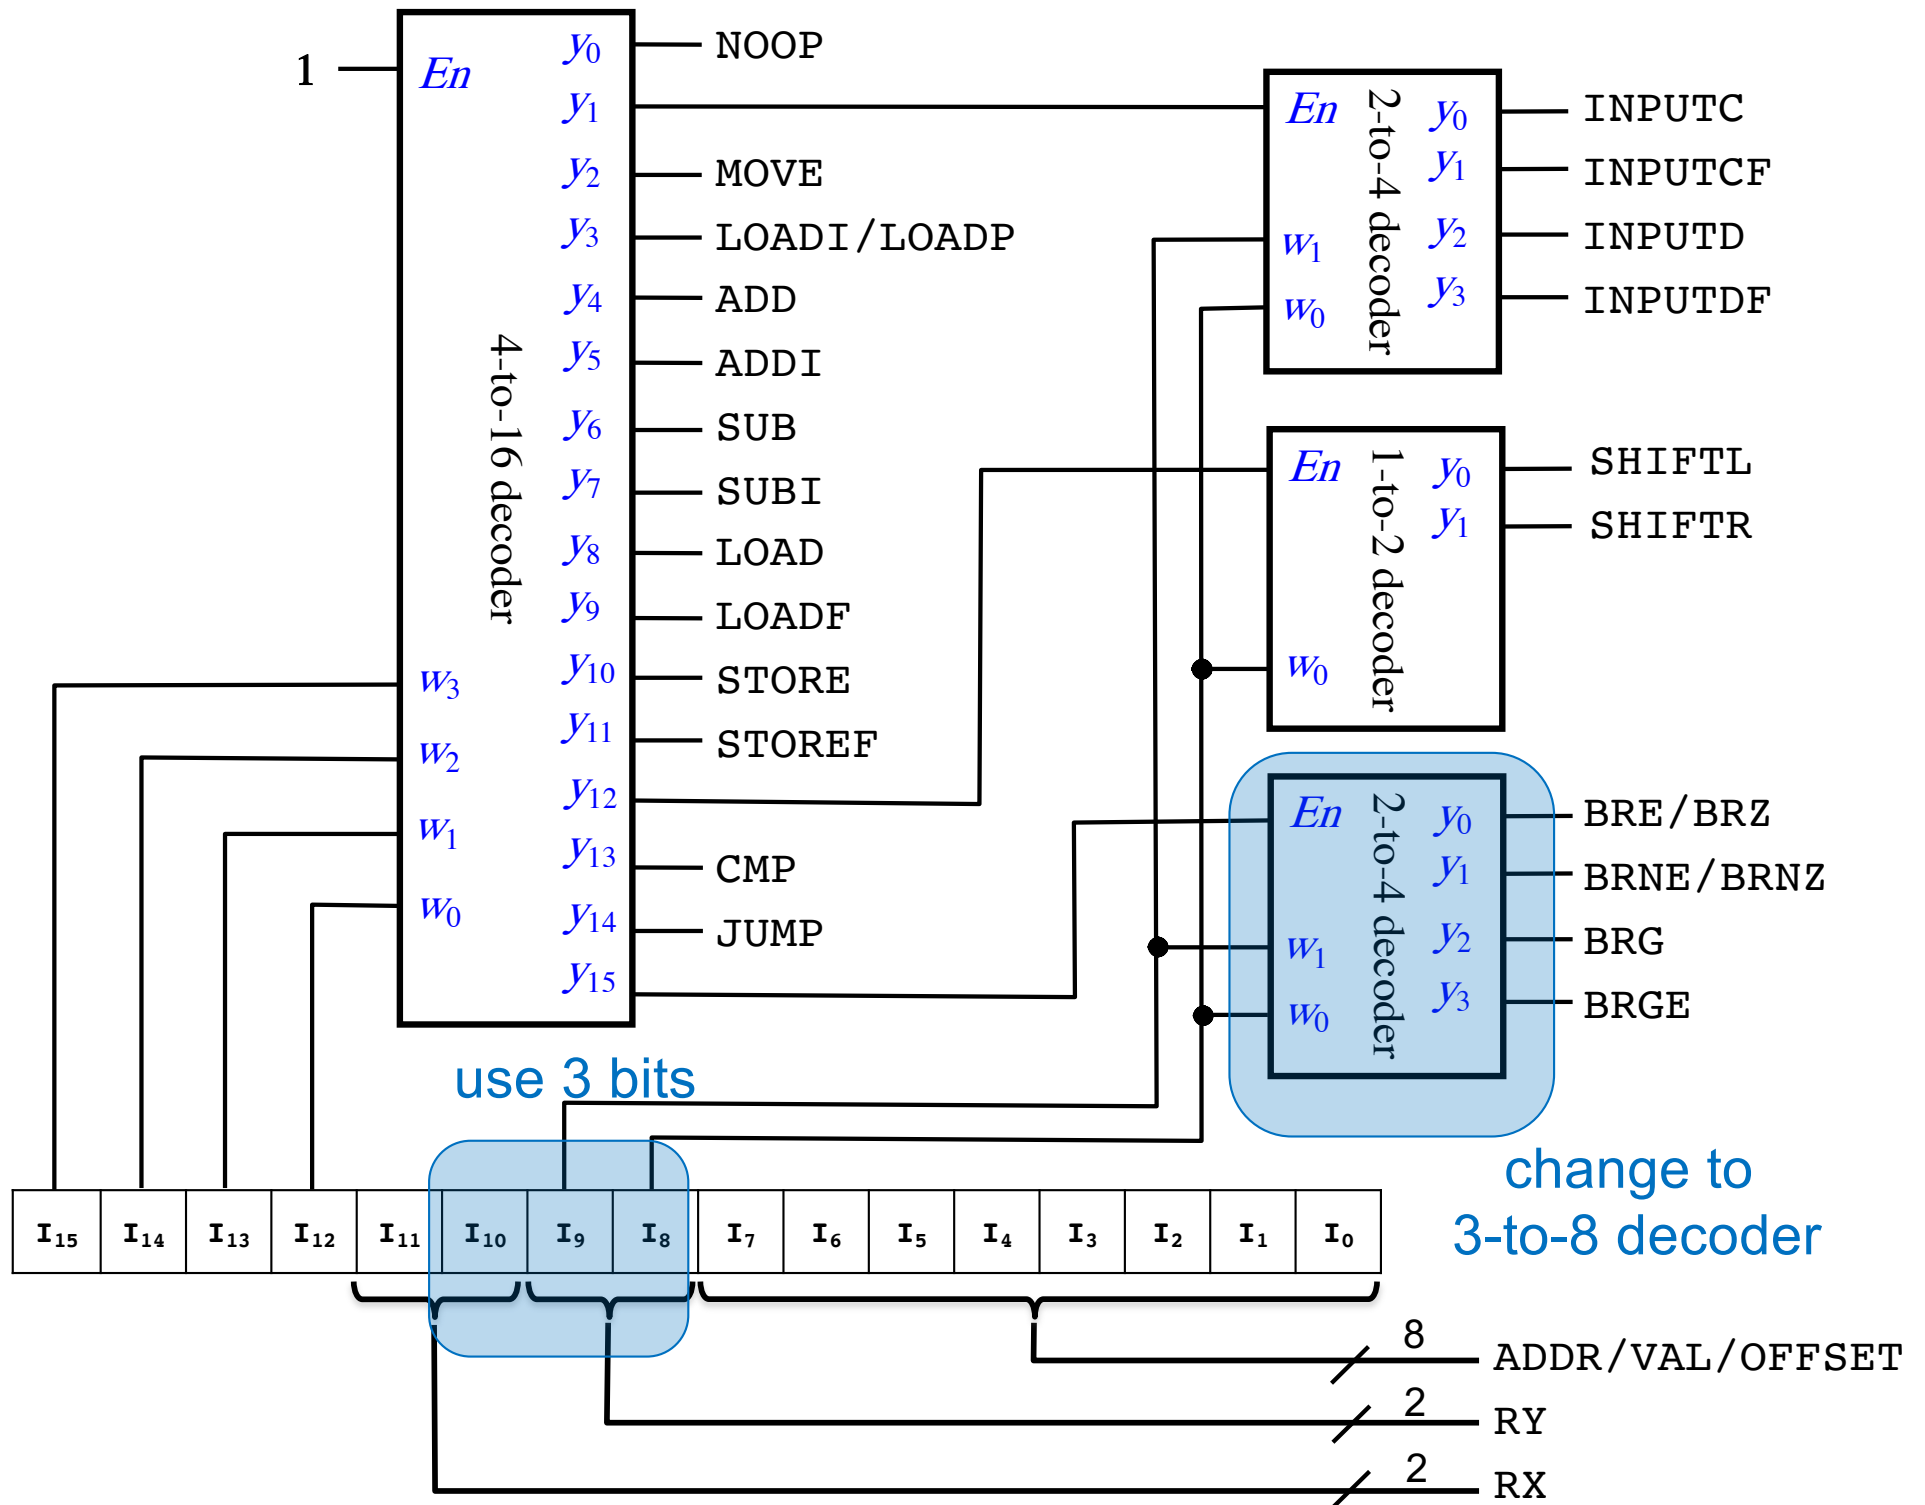 1
En
y0
y1
y2
y3
y4
y5
y6
y7
y8
y9
y10
y11
y12
y13
y14
y15
w3
w2
w1
w0
4-to-16 decoder
NOOP
MOVE
LOADI/LOADP
ADD
ADDI
SUB
SUBI
LOAD
LOADF
STORE
STOREF
CMP
JUMP
En
w1
w0
2-to-4 decoder
y0
y1
y2
y3
INPUTC
INPUTCF
INPUTD
INPUTDF
En
w0
1-to-2 decoder
y0
y1
SHIFTL
SHIFTR
En
w1
w0
2-to-4 decoder
y0
y1
y2
y3
BRE/BRZ
BRNE/BRNZ
BRG
BRGE
use 3 bits
change to
3-to-8 decoder
I15 I14 I13 I12 I11 I10 I9 I8 I7 I6 I5 I4 I3 I2 I1 I0
8 ADDR/VAL/OFFSET
2 RY
2 RX